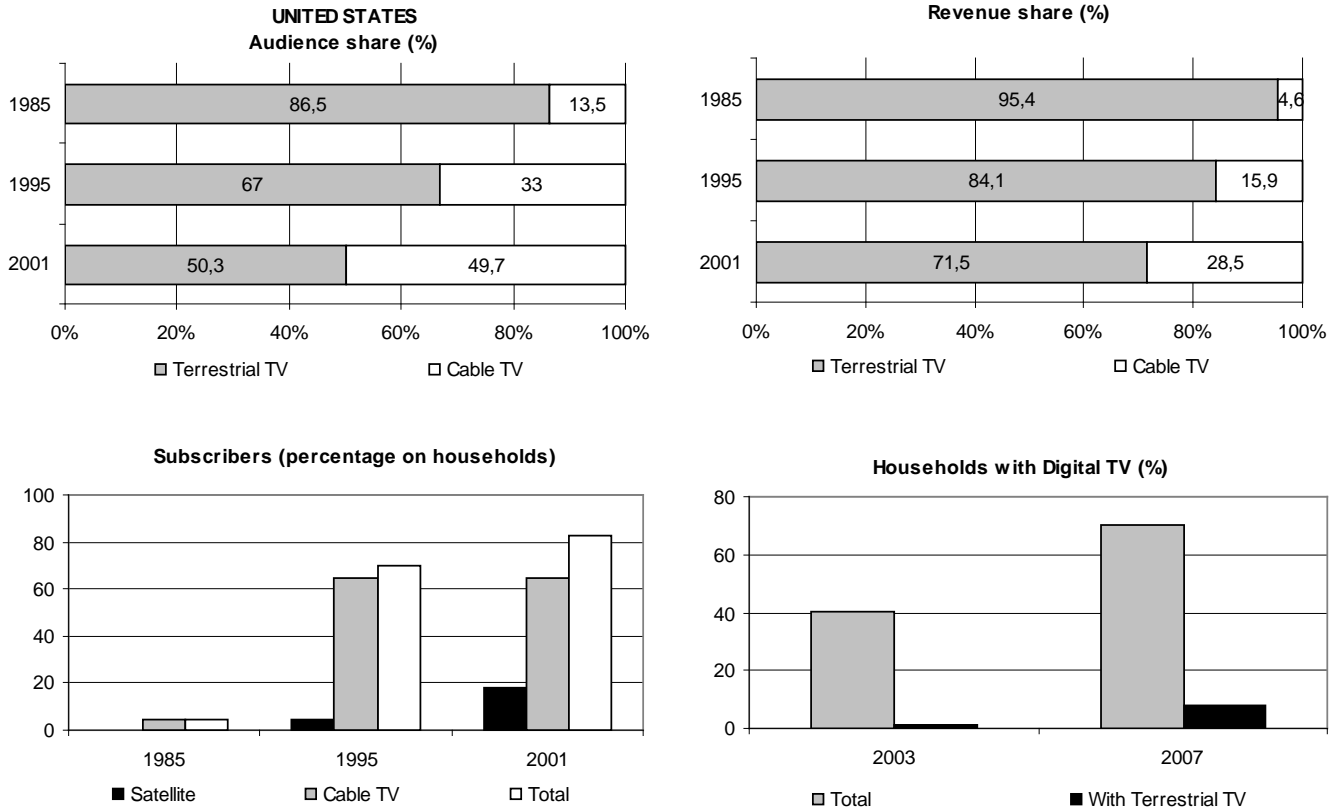 UNITED STATES
Audience share (%)
1985
86,5
13,5
1995
67
33
2001
50,3
49,7
0% 20% 40% 60% 80% 100%
Terrestrial TV Cable TV
Revenue share (%)
1985
95,4
4,6
1995
84,1
15,9
2001
71,5
28,5
0% 20% 40% 60% 80% 100%
Terrestrial TV Cable TV
Subscribers (percentage on households)
100
80
60
40
20
0
1985 1995 2001
Satellite Cable TV Total
Households with Digital TV (%)
80
60
40
20
0
2003 2007
Total With Terrestrial TV